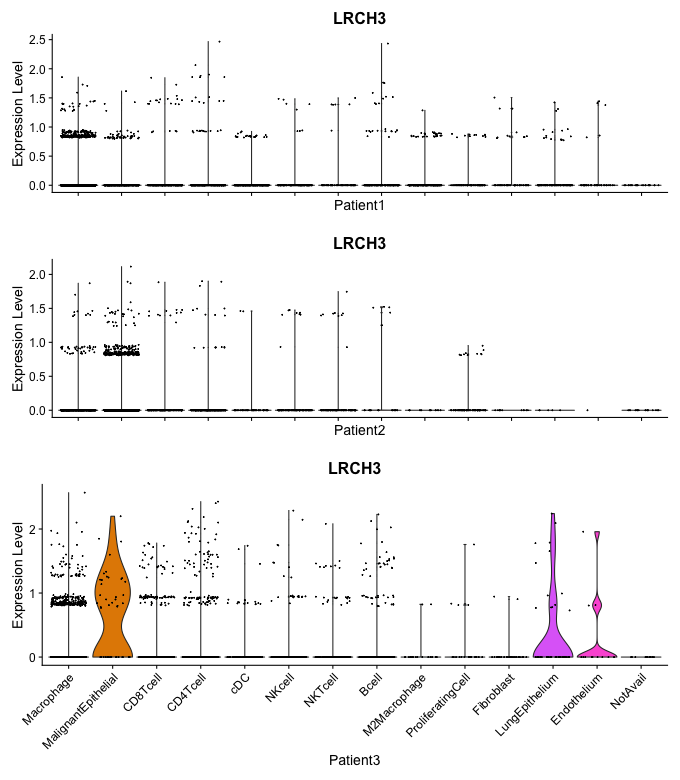 LRCH3
Expression Level
2.5
2.0
1.5
1.0
0.5
0.0
Patient1
LRCH3
Expression Level
2.0
1.5
1.0
0.5
0.0
Patient2
LRCH3
Expression Level
2
1
0
Macrophage
MalignantEpithelial
CD8Tcell
CD4Tcell
cDC
NKcell
NKTcell
Bcell
M2Macrophage
ProliferatingCell
Fibroblast
LungEpithelium
Endothelium
NotAvail
Patient3